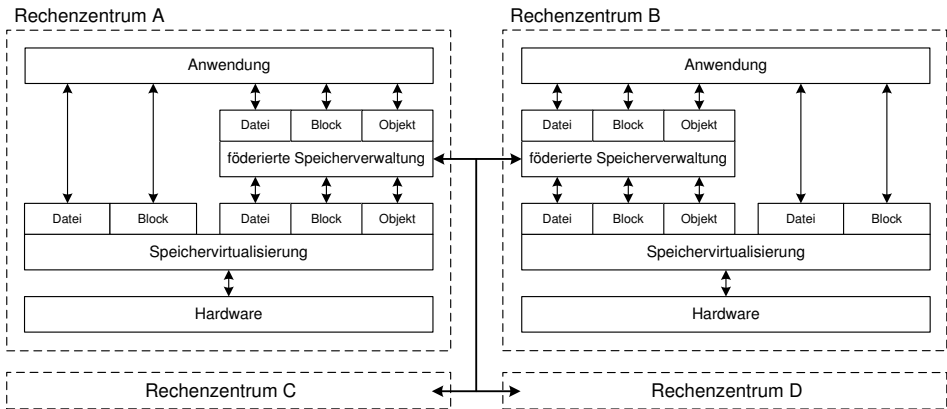 Rechenzentrum A
Anwendung
Datei Block Objekt
föderierte Speicherverwaltung
Datei Block Datei Block Objekt
Speichervirtualisierung
Hardware
Rechenzentrum B
Anwendung
Datei Block Objekt
föderierte Speicherverwaltung
Datei Block Objekt Datei Block
Speichervirtualisierung
Hardware
Rechenzentrum C
Rechenzentrum D